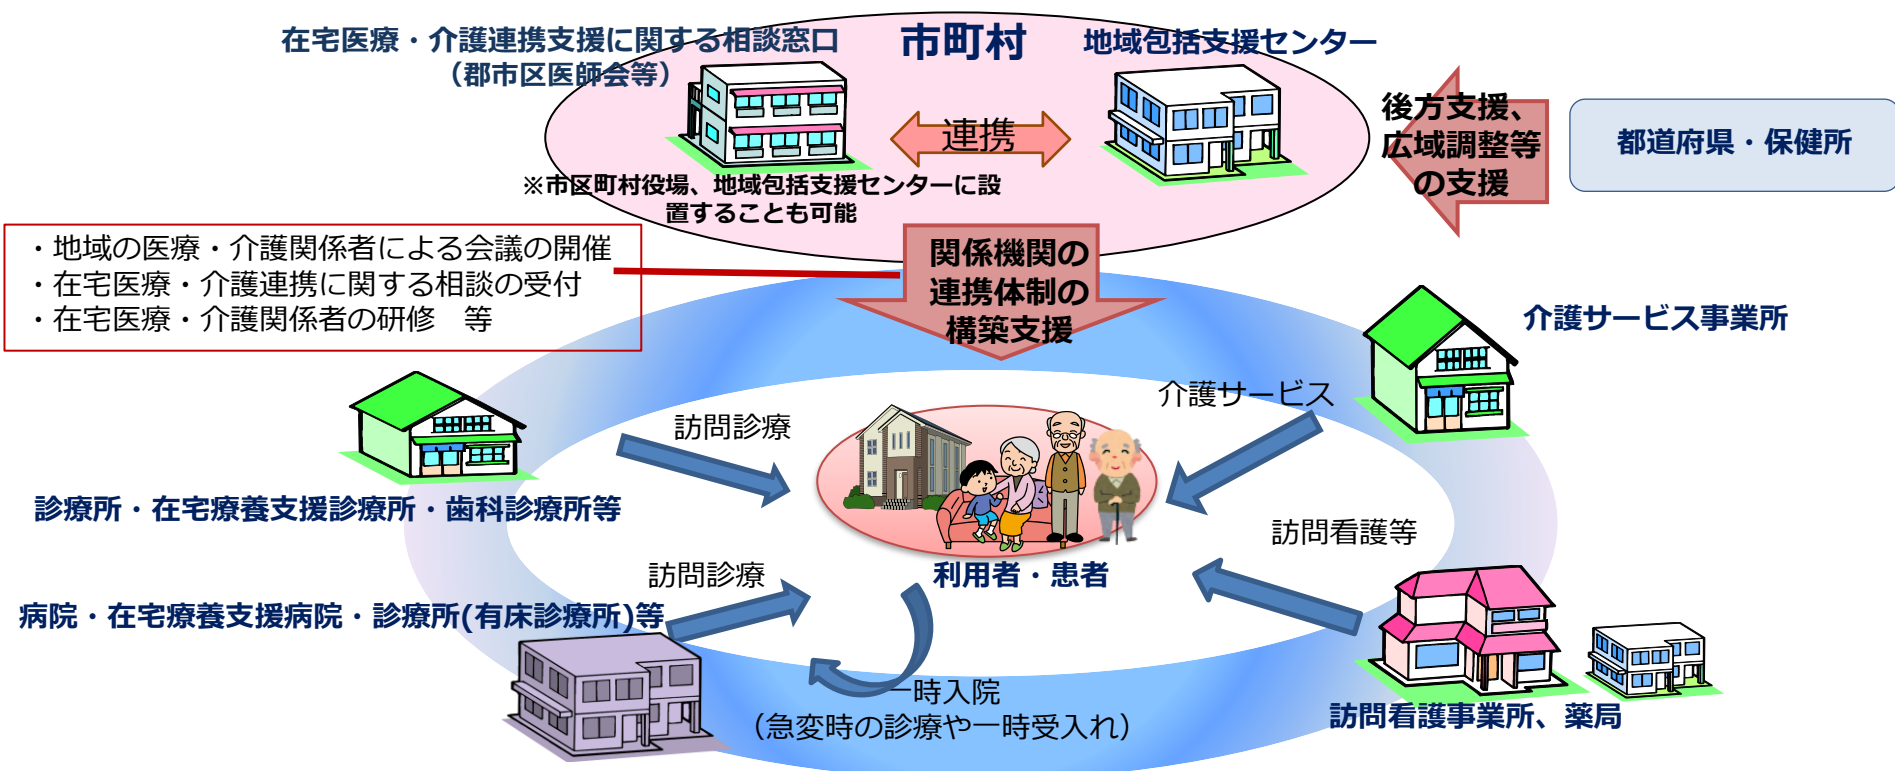 在宅医療・介護連携支援に関する相談窓口
（郡市区医師会等）
市町村
地域包括支援センター
連携
※市区町村役場、地域包括支援センターに設
置することも可能
後方支援、
広域調整等
の支援
都道府県・保健所
・地域の医療・介護関係者による会議の開催
・在宅医療・介護連携に関する相談の受付
・在宅医療・介護関係者の研修　等
関係機関の
連携体制の
構築支援
介護サービス事業所
介護サービス
訪問診療
診療所・在宅療養支援診療所・歯科診療所等
訪問看護等
利用者・患者
訪問診療
病院・在宅療養支援病院・診療所(有床診療所)等
一時入院
（急変時の診療や一時受入れ）
訪問看護事業所、薬局